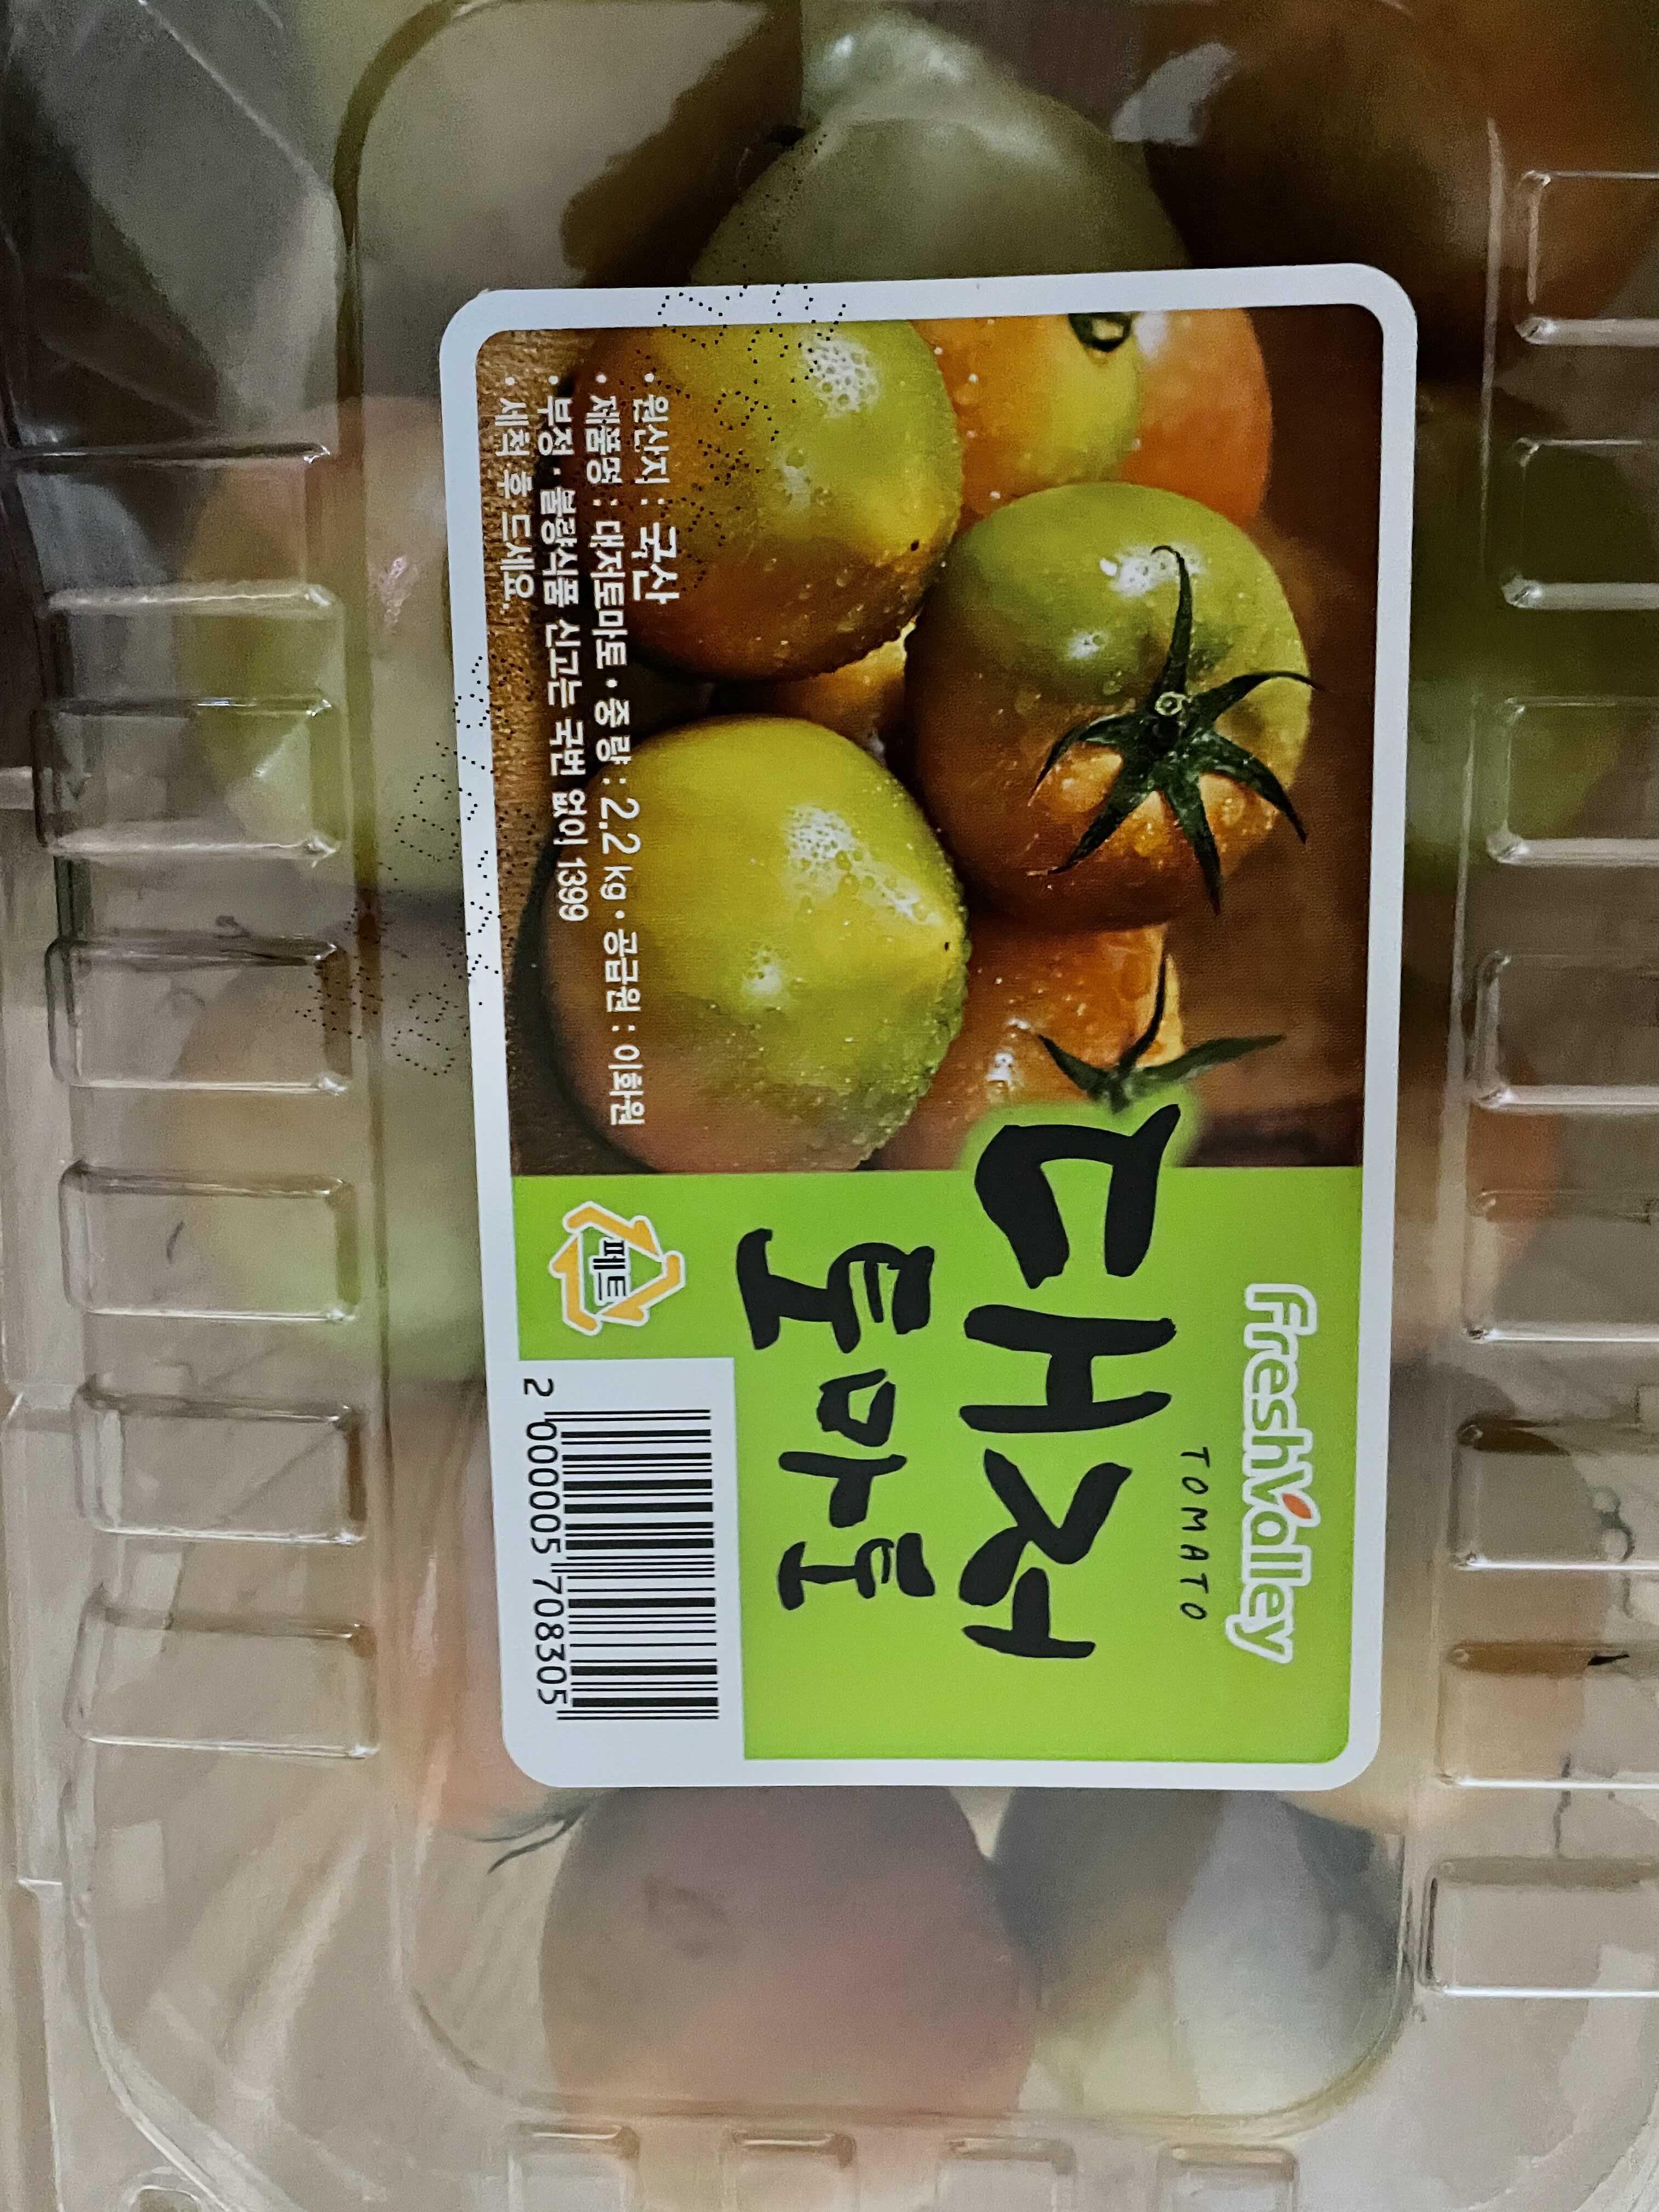 FreshValley
TOMATO
대저
토마토
• 원산지 : 국산
• 제품명 : 대저토마토 • 중량 : 2.2 kg • 공급원 : 이화원
• 부정 • 불량식품 신고는 국번 없이 1399
• 세척 후 드세요.
페트
2 000005 708305